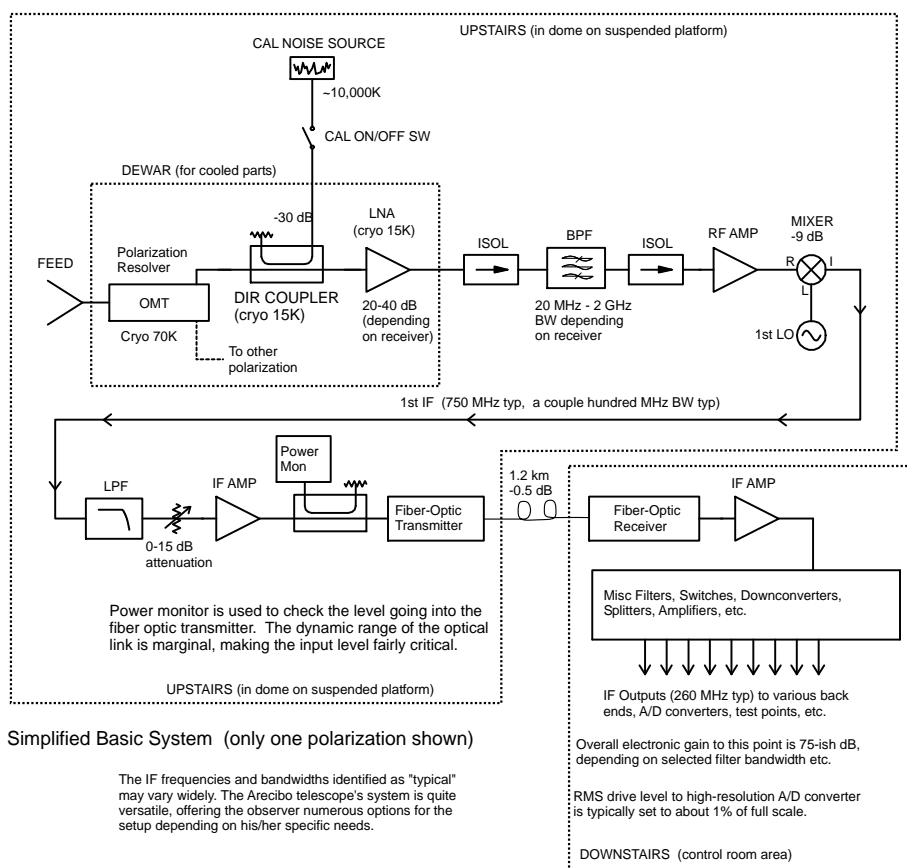 UPSTAIRS (in dome on suspended platform)
CAL NOISE SOURCE
~10,000K
CAL ON/OFF SW
DEWAR (for cooled parts)
-30 dB
LNA
(cryo 15K)
ISOL
BPF
ISOL
RF AMP
MIXER
-9 dB
R
I
L
FEED
Polarization
Resolver
OMT
Cryo 70K
DIR COUPLER
(cryo 15K)
20-40 dB
(depending
on receiver)
20 MHz - 2 GHz
BW depending
on receiver
1st LO
To other
polarization
1st IF (750 MHz typ, a couple hundred MHz BW typ)
LPF
0-15 dB
attenuation
IF AMP
Power
Mon
Fiber-Optic
Transmitter
1.2 km
-0.5 dB
Fiber-Optic
Receiver
IF AMP
Misc Filters, Switches, Downconverters,
Splitters, Amplifiers, etc.
Power monitor is used to check the level going into the
fiber optic transmitter. The dynamic range of the optical
link is marginal, making the input level fairly critical.
UPSTAIRS (in dome on suspended platform)
IF Outputs (260 MHz typ) to various back
ends, A/D converters, test points, etc.
Simplified Basic System (only one polarization shown)
Overall electronic gain to this point is 75-ish dB,
depending on selected filter bandwidth etc.
The IF frequencies and bandwidths identified as "typical"
may vary widely. The Arecibo telescope's system is quite
versatile, offering the observer numerous options for the
setup depending on his/her specific needs.
RMS drive level to high-resolution A/D converter
is typically set to about 1% of full scale.
DOWNSTAIRS (control room area)